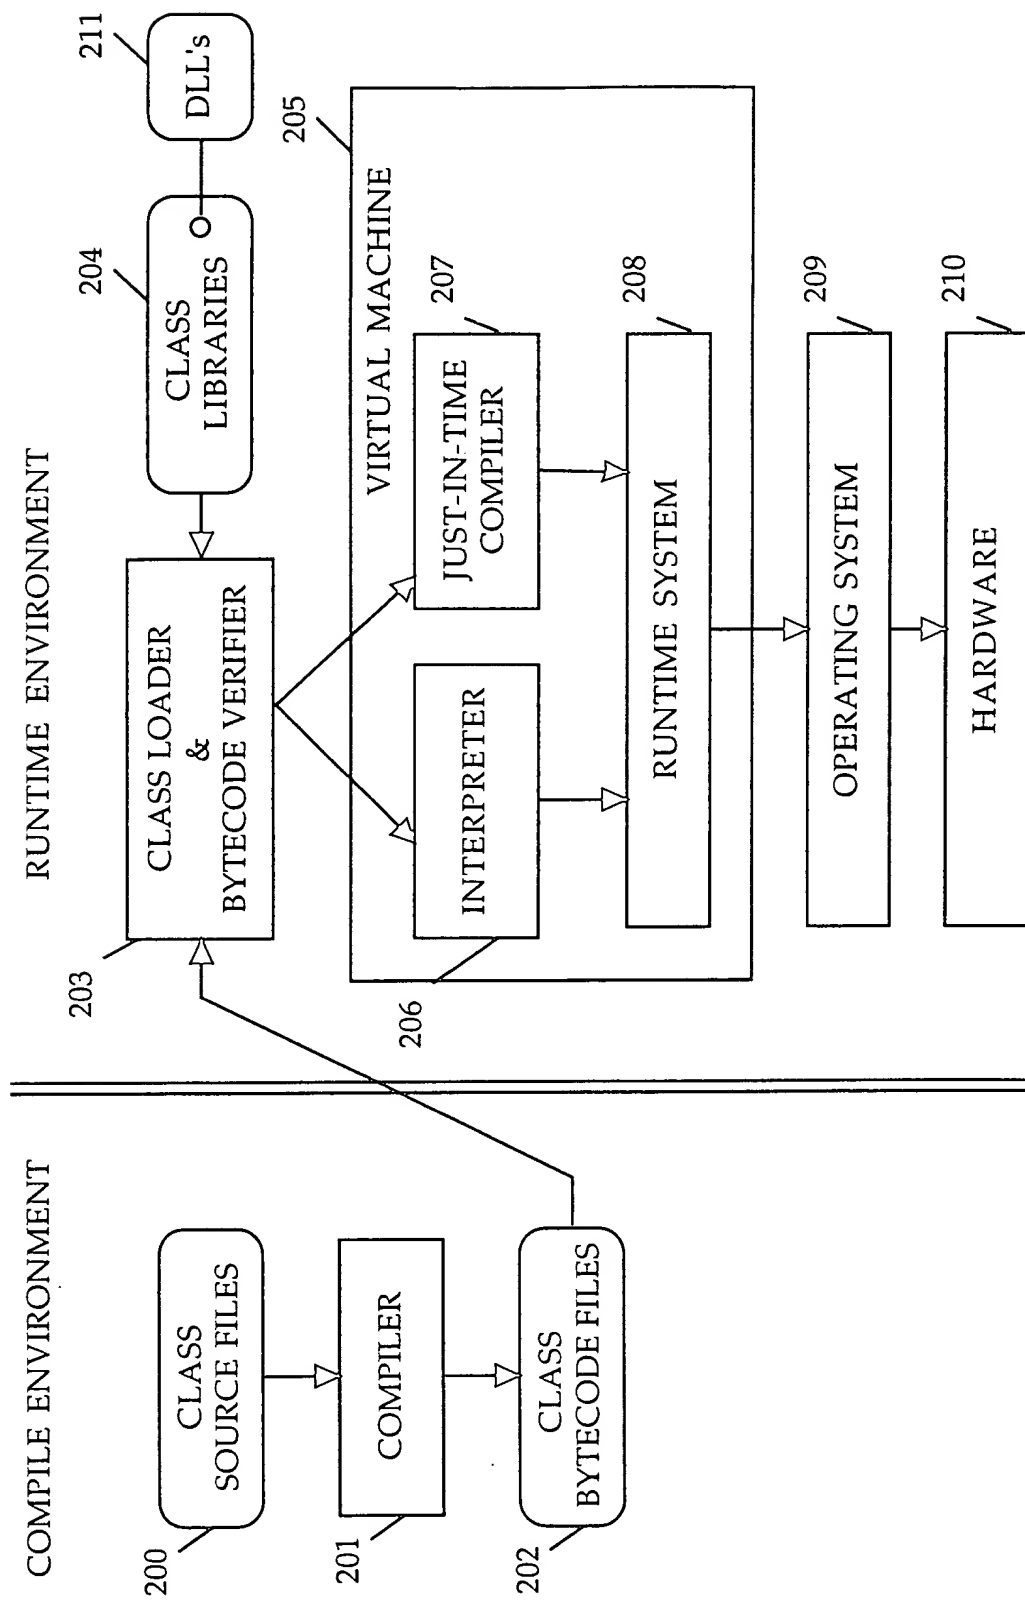 COMPILE ENVIRONMENT
200
CLASS
SOURCE FILES
201
COMPILER
202
CLASS
BYTECODE FILES
RUNTIME ENVIRONMENT
203
CLASS LOADER
&
BYTECODE VERIFIER
204
CLASS
LIBRARIES
211
DLL's
205
VIRTUAL MACHINE
206
INTERPRETER
207
JUST-IN-TIME
COMPILER
208
RUNTIME SYSTEM
209
OPERATING SYSTEM
210
HARDWARE